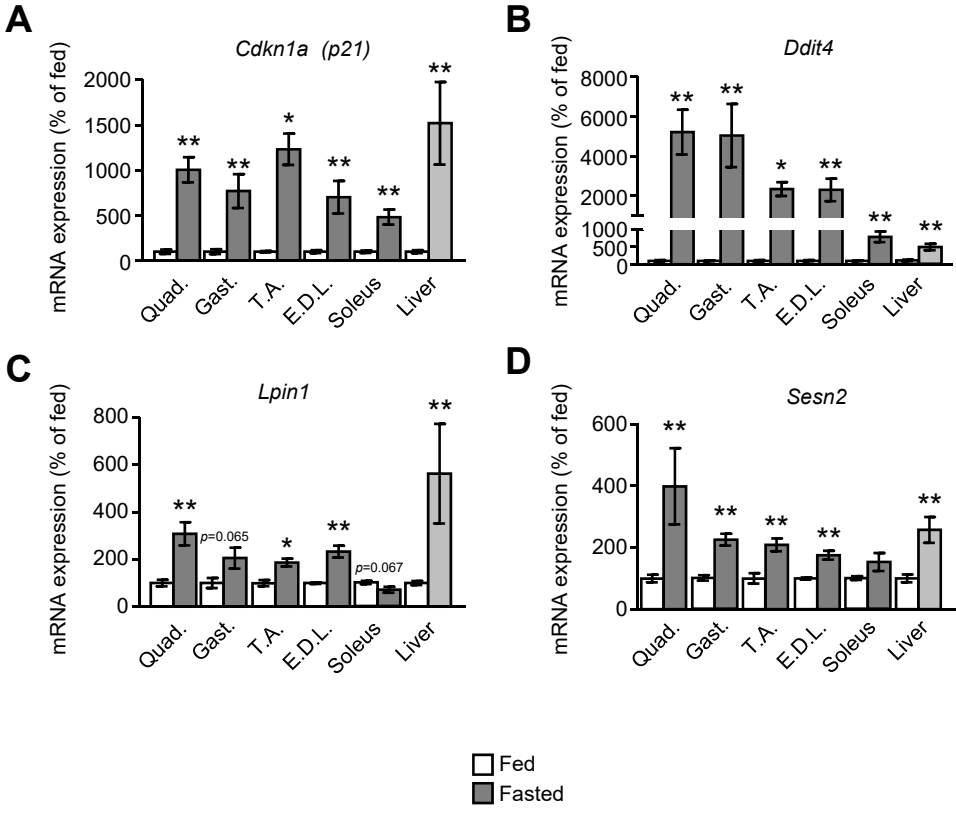 A
Cdkn1a (p21)
mRNA expression (% of fed)
2000
1500
1000
500
0
** ** * ** ** **
Quad. Gast. T.A. E.D.L. Soleus Liver
B
Ddit4
mRNA expression (% of fed)
8000
6000
4000
2000
1000
500
0
** ** * ** ** **
Quad. Gast. T.A. E.D.L. Soleus Liver
C
Lpin1
mRNA expression (% of fed)
800
600
400
200
0
** p=0.065 * ** p=0.067 **
Quad. Gast. T.A. E.D.L. Soleus Liver
D
Sesn2
mRNA expression (% of fed)
600
400
200
0
** ** ** ** **
Quad. Gast. T.A. E.D.L. Soleus Liver
Fed
Fasted